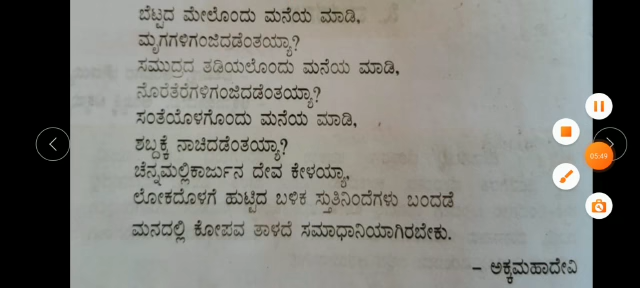 ಬೆಟ್ಟದ ಮೇಲೊಂದು ಮನೆಯ ಮಾಡಿ,
ಮೃಗಗಳಿಗಂಜಿದಡೆಂತಯ್ಯಾ?
ಸಮುದ್ರದ ತಡಿಯಲೊಂದು ಮನೆಯ ಮಾಡಿ,
ನೊರೆತೆರೆಗಳಿಗಂಜಿದಡೆಂತಯ್ಯಾ?
ಸಂತೆಯೊಳಗೊಂದು ಮನೆಯ ಮಾಡಿ,
ಶಬ್ದಕ್ಕೆ ನಾಚಿದಡೆಂತಯ್ಯಾ?
ಚೆನ್ನಮಲ್ಲಿಕಾರ್ಜುನ ದೇವ ಕೇಳಯ್ಯಾ,
ಲೋಕದೊಳಗೆ ಹುಟ್ಟಿದ ಬಳಿಕ ಸ್ತುತಿನಿಂದೆಗಳು ಬಂದಡೆ
ಮನದಲ್ಲಿ ಕೋಪವ ತಾಳದೆ ಸಮಾಧಾನಿಯಾಗಿರಬೇಕು.
– ಅಕ್ಕಮಹಾದೇವಿ
05:49